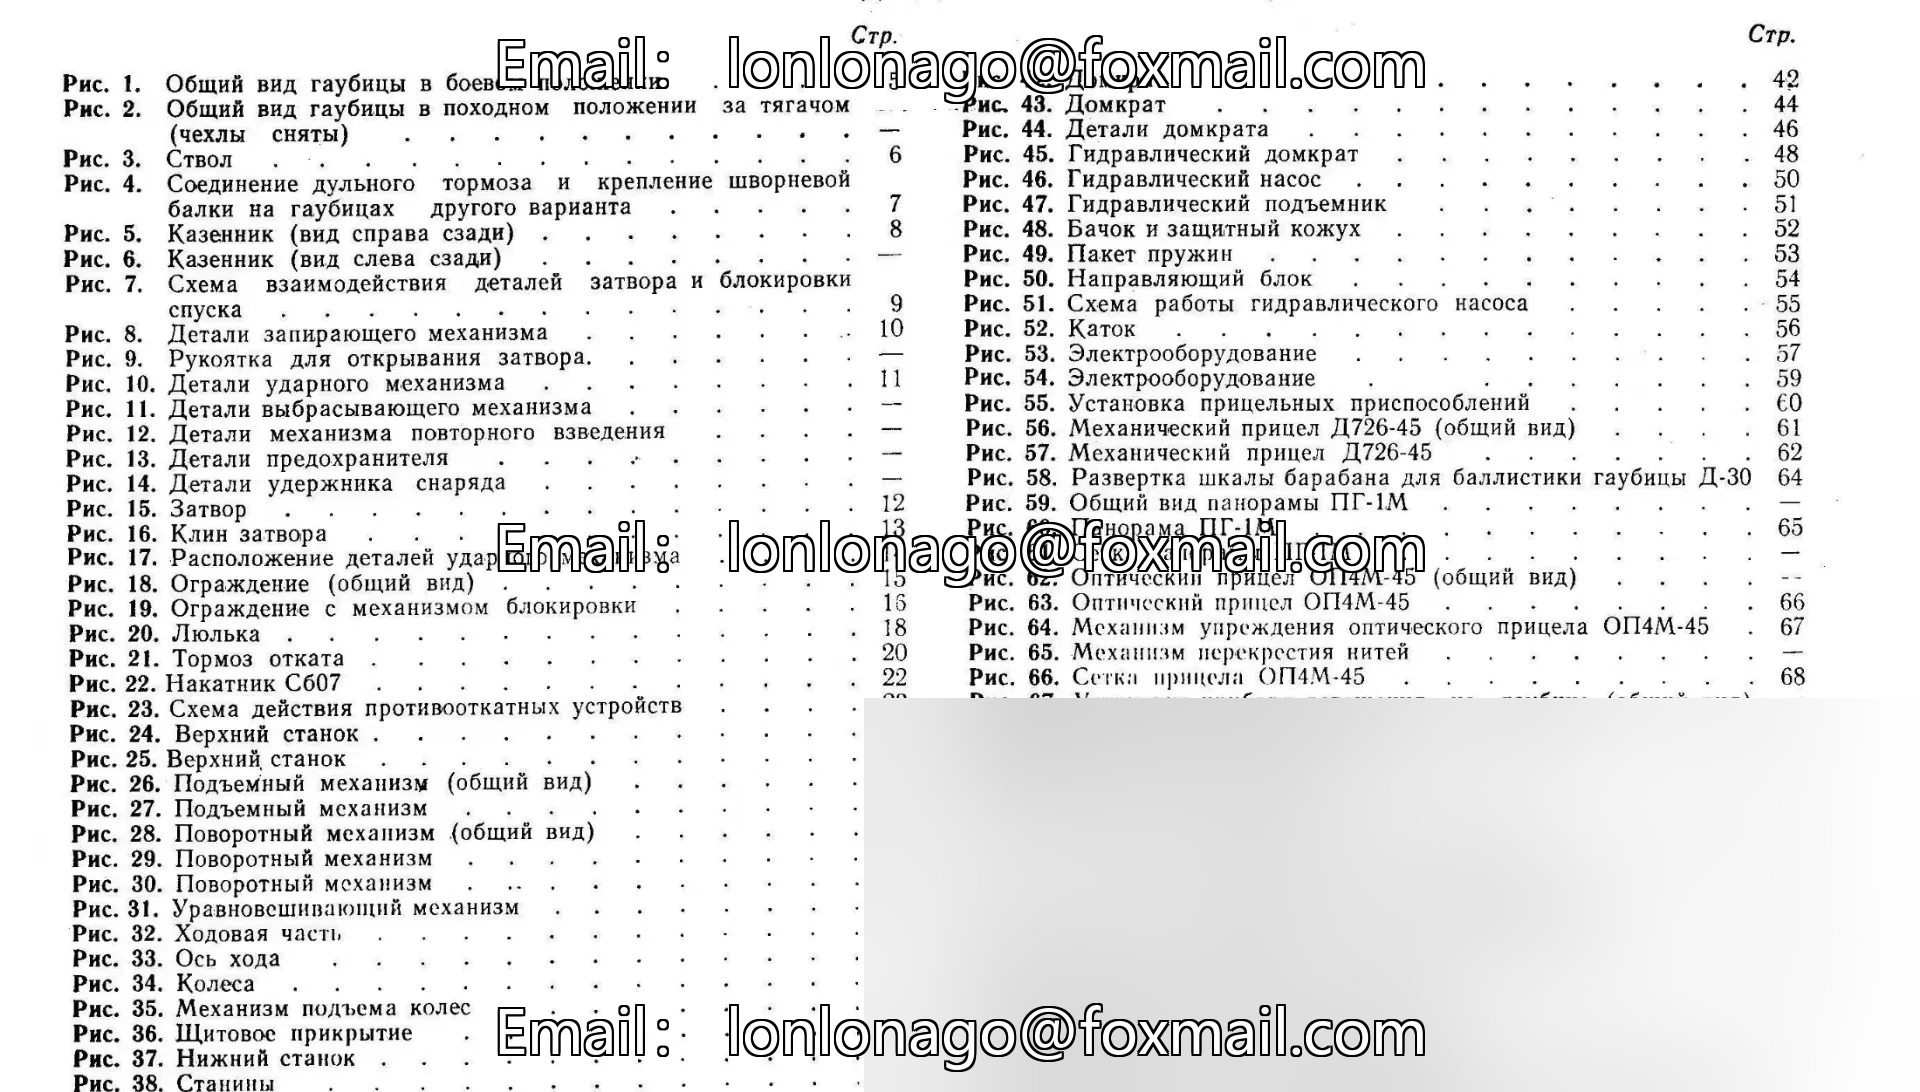 Стр.
Рис. 1. Общий вид гаубицы в боевом положении . . . 5
Рис. 2. Общий вид гаубицы в походном положении за тягачом
(чехлы сняты) . . . . . . . . . . . —
Рис. 3. Ствол . . . . . . . . . . . . . . 6
Рис. 4. Соединение дульного тормоза и крепление шворневой
балки на гаубицах другого варианта . . . . . 7
Рис. 5. Казенник (вид справа сзади) . . . . . . . . 8
Рис. 6. Казенник (вид слева сзади) . . . . . . . . —
Рис. 7. Схема взаимодействия деталей затвора и блокировки
спуска . . . . . . . . . . . . . . 9
Рис. 8. Детали запирающего механизма . . . . . . . 10
Рис. 9. Рукоятка для открывания затвора. . . . . . . —
Рис. 10. Детали ударного механизма . . . . . . . . 11
Рис. 11. Детали выбрасывающего механизма . . . . . . —
Рис. 12. Детали механизма повторного взведения . . . . —
Рис. 13. Детали предохранителя . . . . . . . . . —
Рис. 14. Детали удержника снаряда . . . . . . . . —
Рис. 15. Затвор . . . . . . . . . . . . . . 12
Рис. 16. Клин затвора . . . . . . . . . . . . 13
Рис. 17. Расположение деталей ударного механизма . . . .
Рис. 18. Ограждение (общий вид) . . . . . . . . . 15
Рис. 19. Ограждение с механизмом блокировки . . . . . 16
Рис. 20. Люлька . . . . . . . . . . . . . . 18
Рис. 21. Тормоз отката . . . . . . . . . . . . 20
Рис. 22. Накатник Сб07 . . . . . . . . . . . . 22
Рис. 23. Схема действия противооткатных устройств . . . .
Рис. 24. Верхний станок . . . . . . . . . . . .
Рис. 25. Верхний станок . . . . . . . . . . . .
Рис. 26. Подъемный механизм (общий вид) . . . . . .
Рис. 27. Подъемный механизм . . . . . . . . . .
Рис. 28. Поворотный механизм (общий вид) . . . . . .
Рис. 29. Поворотный механизм . . . . . . . . . .
Рис. 30. Поворотный механизм . . . . . . . . . .
Рис. 31. Уравновешивающий механизм . . . . . . . .
Рис. 32. Ходовая часть . . . . . . . . . . . .
Рис. 33. Ось хода . . . . . . . . . . . . .
Рис. 34. Колеса . . . . . . . . . . . . . .
Рис. 35. Механизм подъема колес . . . . . . . .
Рис. 36. Щитовое прикрытие . . . . . . . . . .
Рис. 37. Нижний станок . . . . . . . . . . . .
Рис. 38. Станины . . . . . . . . . . . . .
Стр.
Домкрат . . . . . . . . 42
Рис. 43. Домкрат . . . . . . . . . . . . . 44
Рис. 44. Детали домкрата . . . . . . . . . . . 46
Рис. 45. Гидравлический домкрат . . . . . . . . . 48
Рис. 46. Гидравлический насос . . . . . . . . . . 50
Рис. 47. Гидравлический подъемник . . . . . . . . 51
Рис. 48. Бачок и защитный кожух . . . . . . . . . 52
Рис. 49. Пакет пружин . . . . . . . . . . . . 53
Рис. 50. Направляющий блок . . . . . . . . . . 54
Рис. 51. Схема работы гидравлического насоса . . . . . 55
Рис. 52. Каток . . . . . . . . . . . . . . 56
Рис. 53. Электрооборудование . . . . . . . . . . 57
Рис. 54. Электрооборудование . . . . . . . . 59
Рис. 55. Установка прицельных приспособлений . . . . . 60
Рис. 56. Механический прицел Д726-45 (общий вид) . . . . 61
Рис. 57. Механический прицел Д726-45 . . . . . . . 62
Рис. 58. Развертка шкалы барабана для баллистики гаубицы Д-30 64
Рис. 59. Общий вид панорамы ПГ-1М . . . . . . . . —
Рис. 60. Панорама ПГ-1М . . . . . . . . . . . 65
Рис. 62. Оптический прицел ОП4М-45 (общий вид) . . . . --
Рис. 63. Оптический прицел ОП4М-45 . . . . . . . . 66
Рис. 64. Механизм упреждения оптического прицела ОП4М-45 . 67
Рис. 65. Механизм перекрестия нитей . . . . . . . . —
Рис. 66. Сетка прицела ОП4М-45 . . . . . . . . . 68
Email: lonlonago@foxmail.com
Email: lonlonago@foxmail.com
Email: lonlonago@foxmail.com